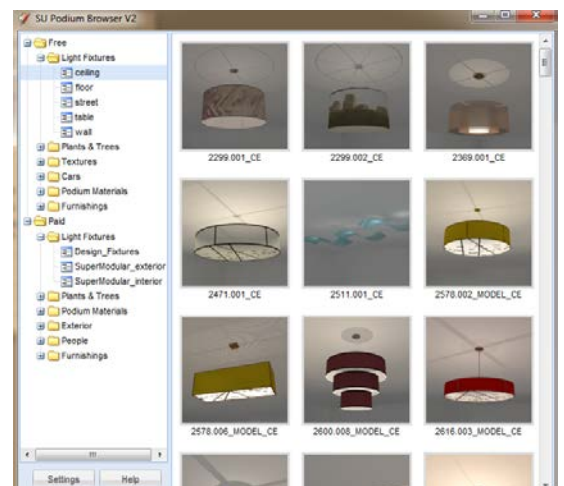 SU Podium Browser V2
Free
Light Fixtures
ceiling
floor
street
table
wall
Plants & Trees
Textures
Cars
Podium Materials
Furnishings
Paid
Light Fixtures
Design_Fixtures
SuperModular_exterior
SuperModular_interior
Plants & Trees
Podium Materials
Exterior
People
Furnishings
Settings Help
2299.001_CE 2299.002_CE 2369.001_CE
2471.001_CE 2511.001_CE 2578.002_MODEL_CE
2578.006_MODEL_CE 2600.008_MODEL_CE 2616.003_MODEL_CE